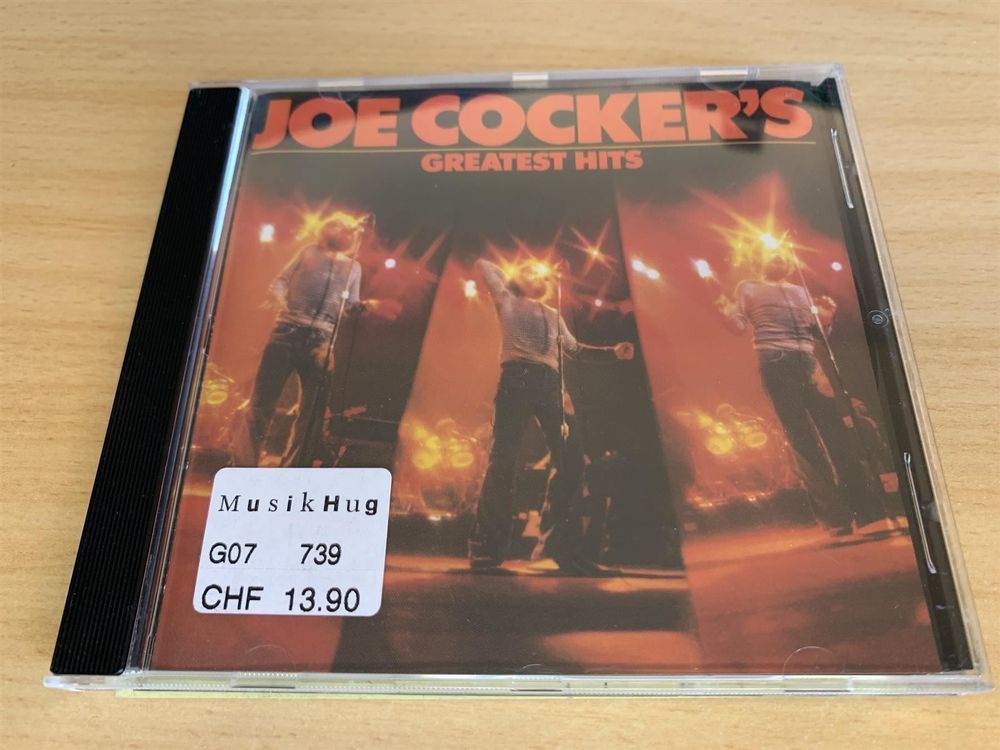 JOE COCKER'S
GREATEST HITS
MusikHug
G07 739
CHF 13.90